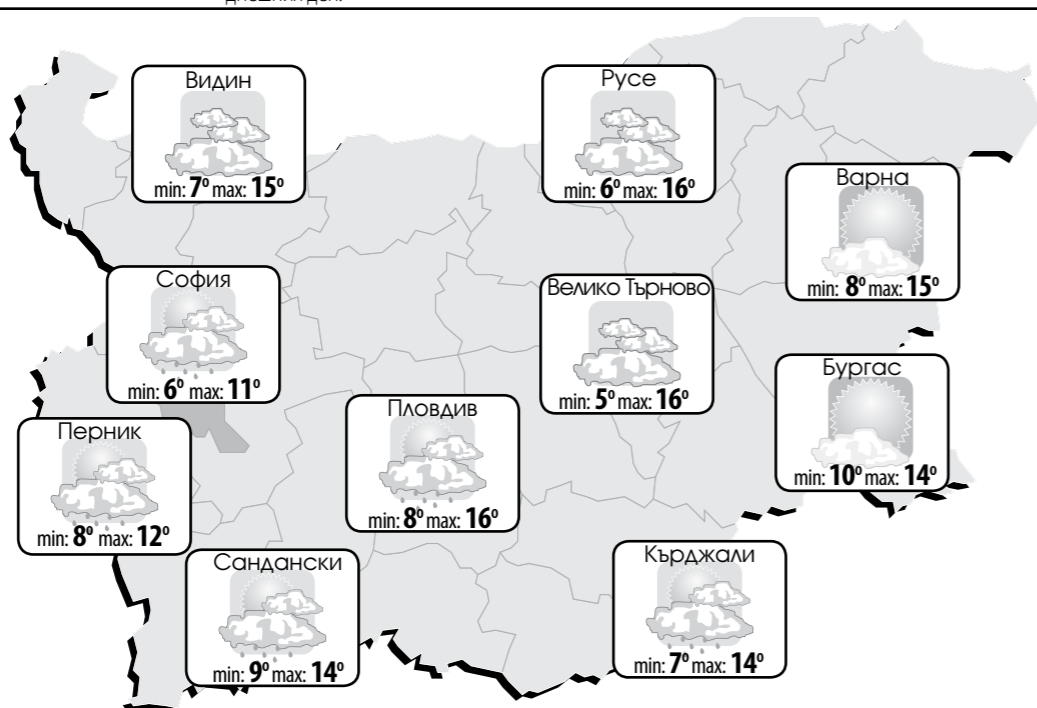 Видин
min: 7° max: 15°
Русе
min: 6° max: 16°
Варна
min: 8° max: 15°
София
min: 6° max: 11°
Велико Търново
min: 5° max: 16°
Бургас
min: 10° max: 14°
Пловдив
min: 8° max: 16°
Перник
min: 8° max: 12°
Сандански
min: 9° max: 14°
Кърджали
min: 7° max: 14°